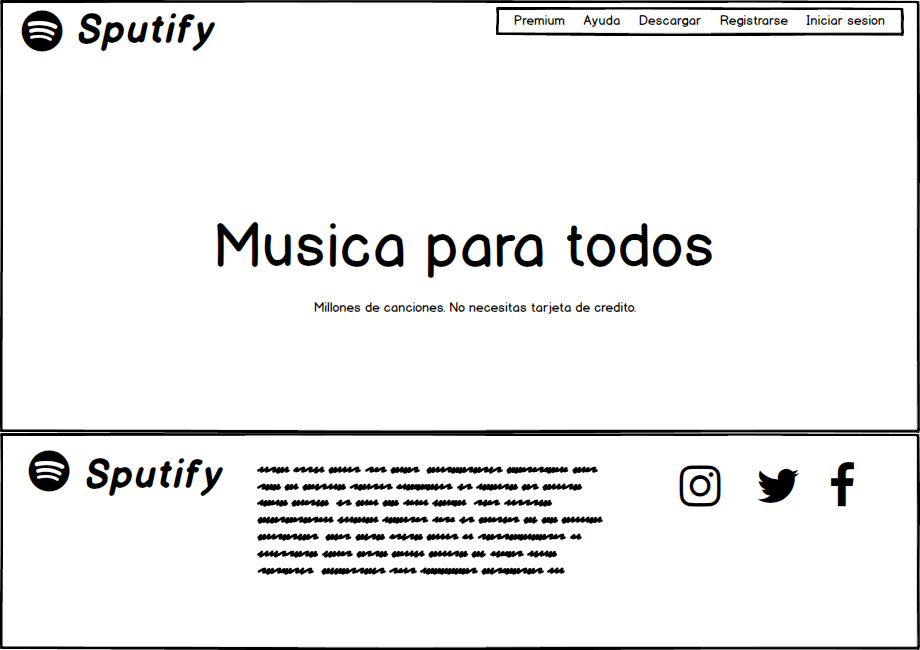 Sputify
Premium Ayuda Descargar Registrarse Iniciar sesion
Musica para todos
Millones de canciones. No necesitas tarjeta de credito.
Sputify